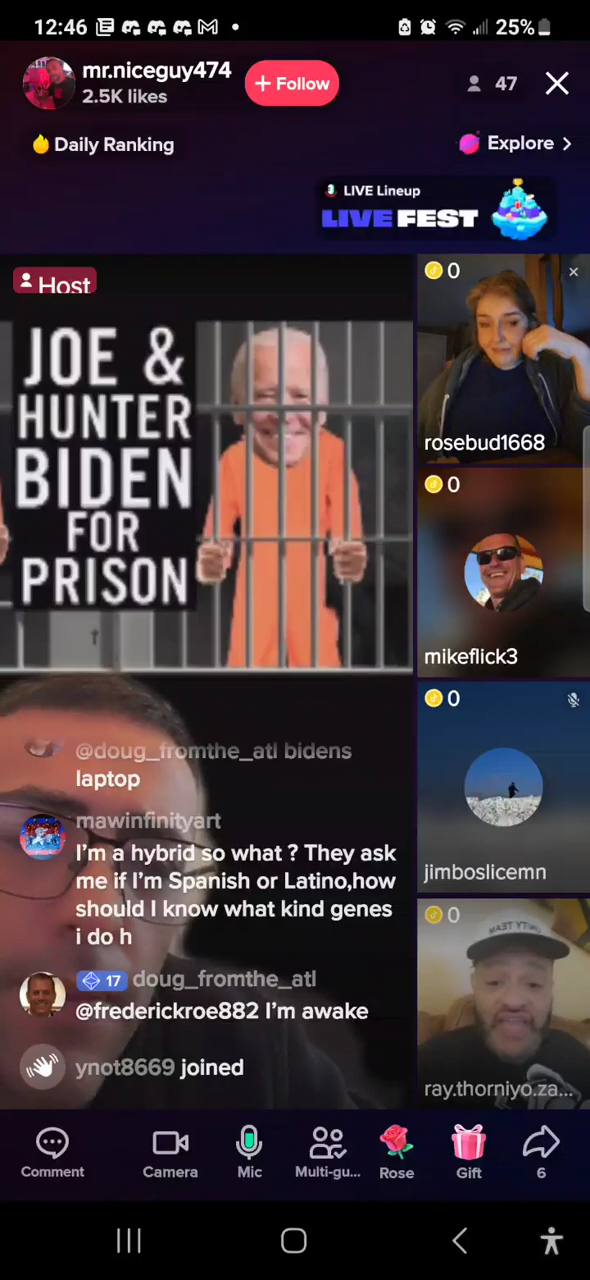 12:46
25%
mr.niceguy474
2.5K likes
+ Follow
47
Daily Ranking
Explore >
LIVE Lineup
LIVE FEST
Host
0
JOE &
HUNTER
BIDEN
FOR
PRISON
rosebud1668
0
mikeflick3
0
jimboslicemn
0
ray.thorniyo.za...
@doug_fromthe_atl bidens
laptop
mawinfinityart
I'm a hybrid so what ? They ask
me if I'm Spanish or Latino,how
should I know what kind genes
i do h
17 doug_fromthe_atl
@frederickroe882 I'm awake
ynot8669 joined
Comment
Camera
Mic
Multi-gu...
Rose
Gift
6